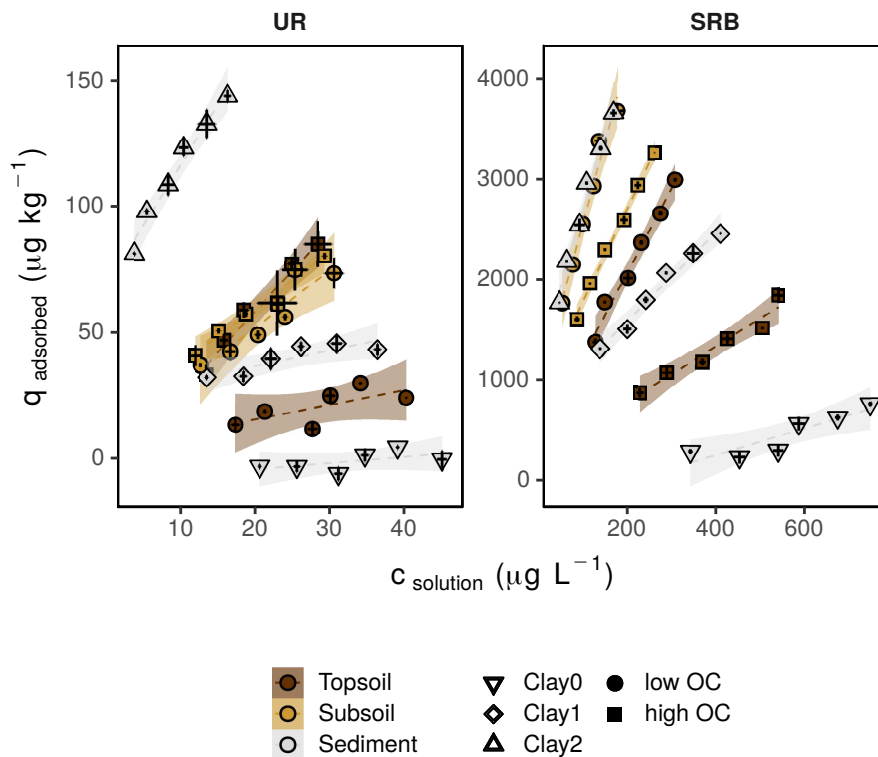 UR SRB
150
100
50
0
4000
3000
2000
1000
0
10 20 30 40
200 400 600
q adsorbed (μg kg−1)
c solution (μg L−1)
Topsoil Clay0 low OC
Subsoil Clay1 high OC
Sediment Clay2